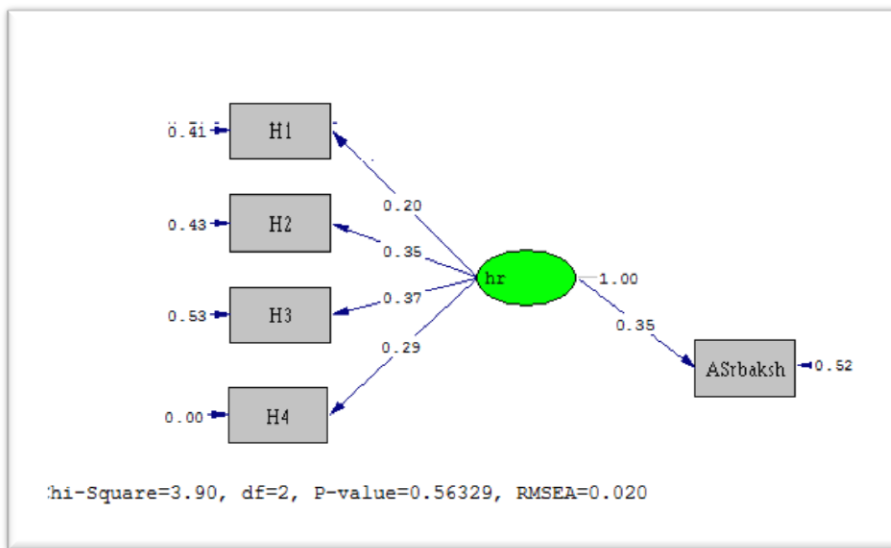 0.41 H1
0.20
0.43 H2
0.35
hr 1.00
0.37
0.53 H3
0.35
0.29
ASrbaksh 0.52
0.00 H4
hi-Square=3.90, df=2, P-value=0.56329, RMSEA=0.020